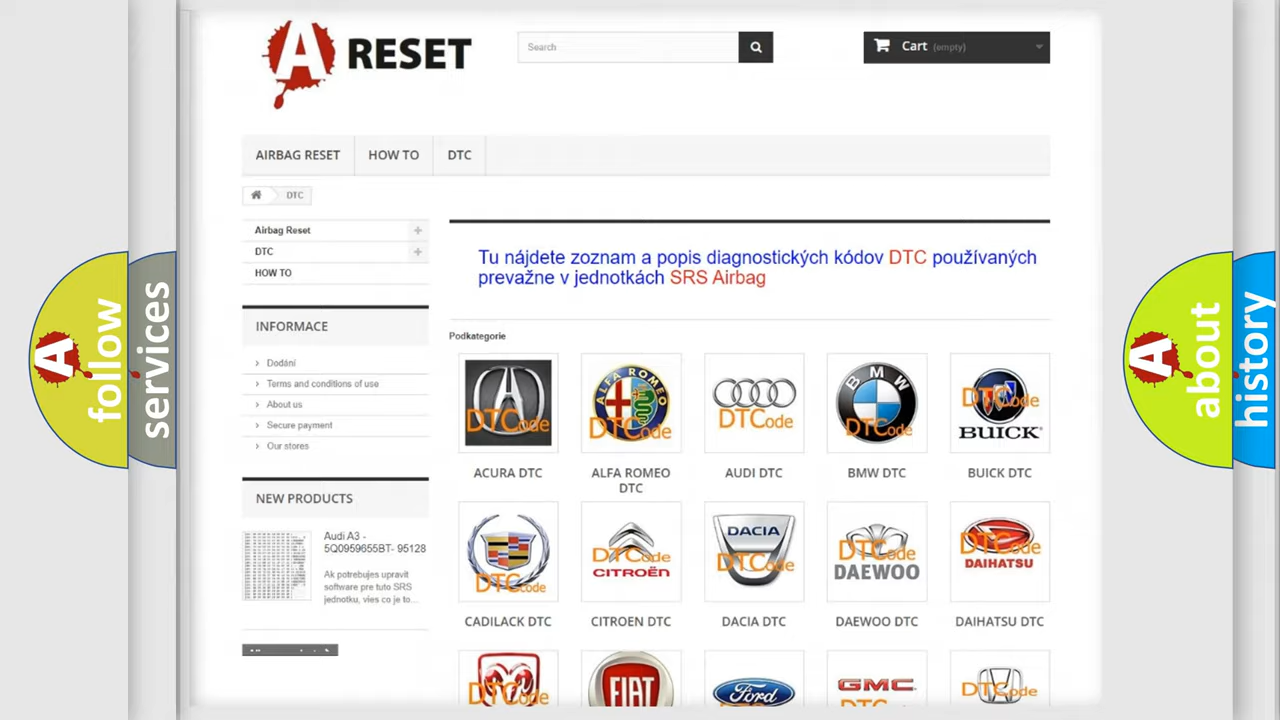 A RESET
Search
Cart (empty)
AIRBAG RESET
HOW TO
DTC
DTC
Airbag Reset
DTC
HOW TO
INFORMACE
Dodání
Terms and conditions of use
About us
Secure payment
Our stores
NEW PRODUCTS
Audi A3 -
5Q0959655BT- 95128
Ak potrebujes upravit
software pre tuto SRS
jednotku, vies co je to...
Tu nájdete zoznam a popis diagnostických kódov DTC používaných
prevažne v jednotkách SRS Airbag
Podkategorie
DTCode
ALFA ROMEO
DTCode
DTCode
BMW
DTCode
DTCode
BUICK
ACURA DTC
ALFA ROMEO
DTC
AUDI DTC
BMW DTC
BUICK DTC
DTCode
DTCode
CITROËN
DACIA
DTCode
DTCode
DAEWOO
DTCode
DAIHATSU
CADILACK DTC
CITROEN DTC
DACIA DTC
DAEWOO DTC
DAIHATSU DTC
DTCode
FIAT
Ford
GMC
DTCode
A follow
services
A about
history